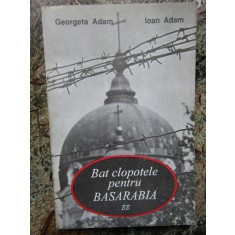 Georgeta Adam Ioan Adam
Bat clopotele
pentru
BASARABIA